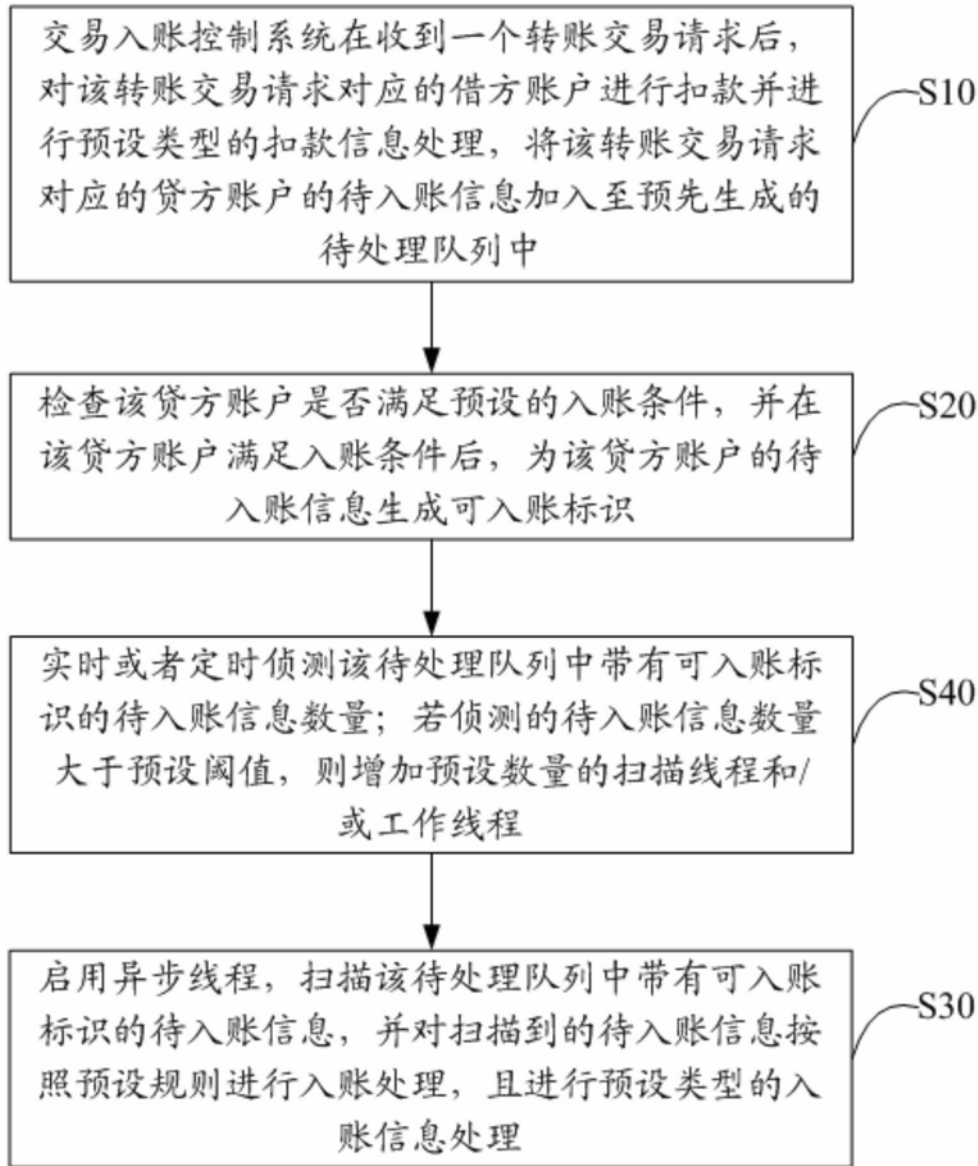 交易入账控制系统在收到一个转账交易请求后，
对该转账交易请求对应的借方账户进行扣款并进
行预设类型的扣款信息处理，将该转账交易请求
对应的贷方账户的待入账信息加入至预先生成的
待处理队列中
S10
检查该贷方账户是否满足预设的入账条件，并在
该贷方账户满足入账条件后，为该贷方账户的待
入账信息生成可入账标识
S20
实时或者定时侦测该待处理队列中带有可入账标
识的待入账信息数量；若侦测的待入账信息数量
大于预设阈值，则增加预设数量的扫描线程和/
或工作线程
S40
启用异步线程，扫描该待处理队列中带有可入账
标识的待入账信息，并对扫描到的待入账信息按
照预设规则进行入账处理，且进行预设类型的入
账信息处理
S30